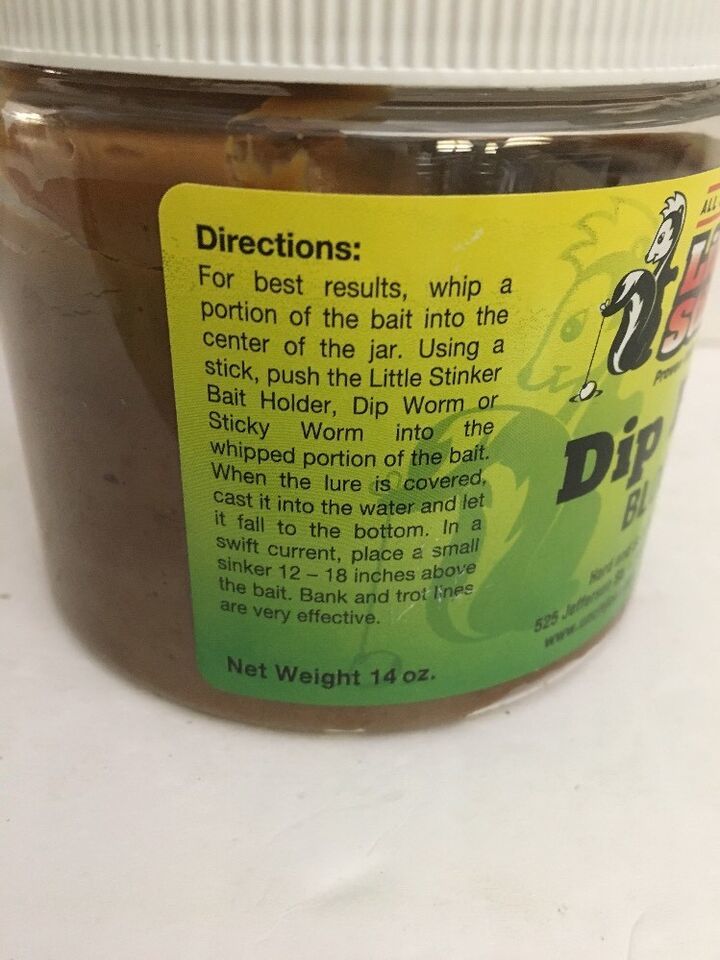 Directions:
For best results, whip a
portion of the bait into the
center of the jar. Using a
stick, push the Little Stinker
Bait Holder, Dip Worm or
Sticky Worm into the
whipped portion of the bait.
When the lure is covered,
cast it into the water and let
it fall to the bottom. In a
swift current, place a small
sinker 12 – 18 inches above
the bait. Bank and trot lines
are very effective.
Net Weight 14 oz.
ALL
Dip
525 Jefferson
www.